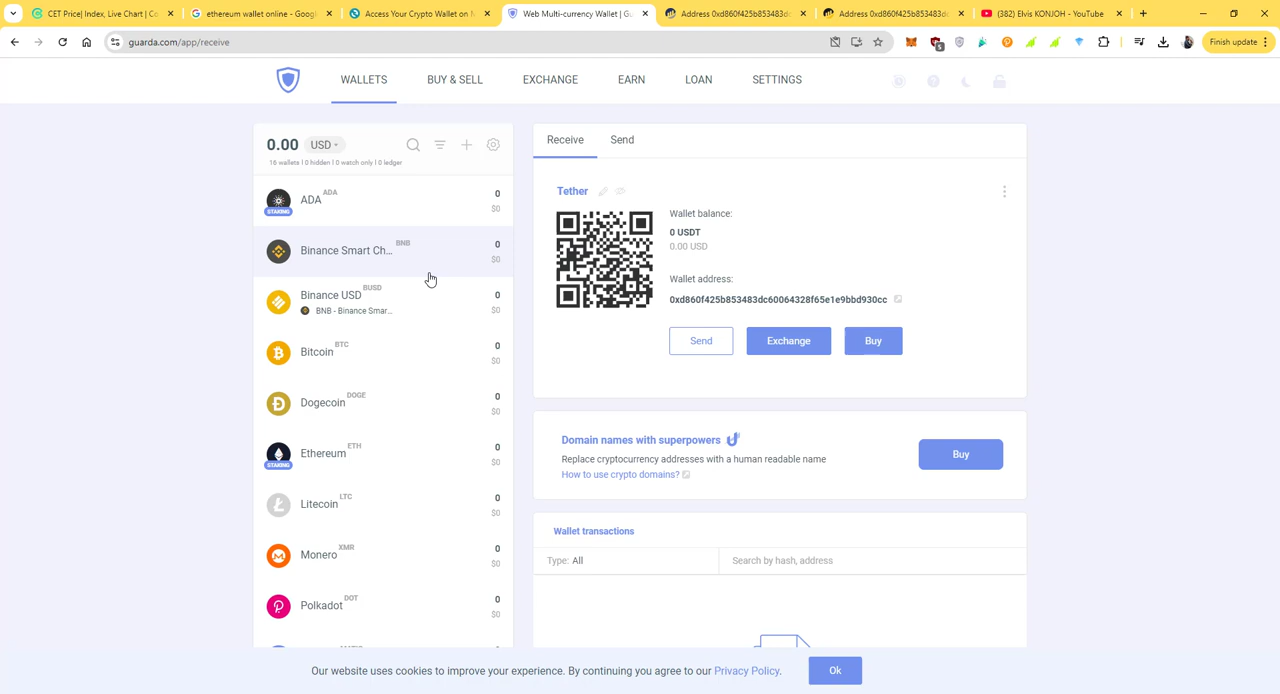 CET Price| Index, Live Chart | Co
ethereum wallet online - Googl
Access Your Crypto Wallet on M
Web Multi-currency Wallet | Gu
Address 0xd860f425b853483dc
Address 0xd860f425b853483dc
(382) Elvis KONJOH - YouTube
guarda.com/app/receive
5
Finish update
WALLETS
BUY & SELL
EXCHANGE
EARN
LOAN
SETTINGS
0.00 USD
16 wallets | 0 hidden | 0 watch only | 0 ledger
ADA ADA 0
STAKING $0
Binance Smart Ch... BNB 0
$0
Binance USD BUSD 0
BNB - Binance Smar... $0
Bitcoin BTC 0
$0
Dogecoin DOGE 0
$0
Ethereum ETH 0
STAKING $0
Litecoin LTC 0
$0
Monero XMR 0
$0
Polkadot DOT 0
$0
Receive
Send
Tether
Wallet balance:
0 USDT
0.00 USD
Wallet address:
0xd860f425b853483dc60064328f65e1e9bbd930cc
Send
Exchange
Buy
Domain names with superpowers
Replace cryptocurrency addresses with a human readable name
How to use crypto domains?
Buy
Wallet transactions
Type: All
Search by hash, address
Our website uses cookies to improve your experience. By continuing you agree to our Privacy Policy.
Ok